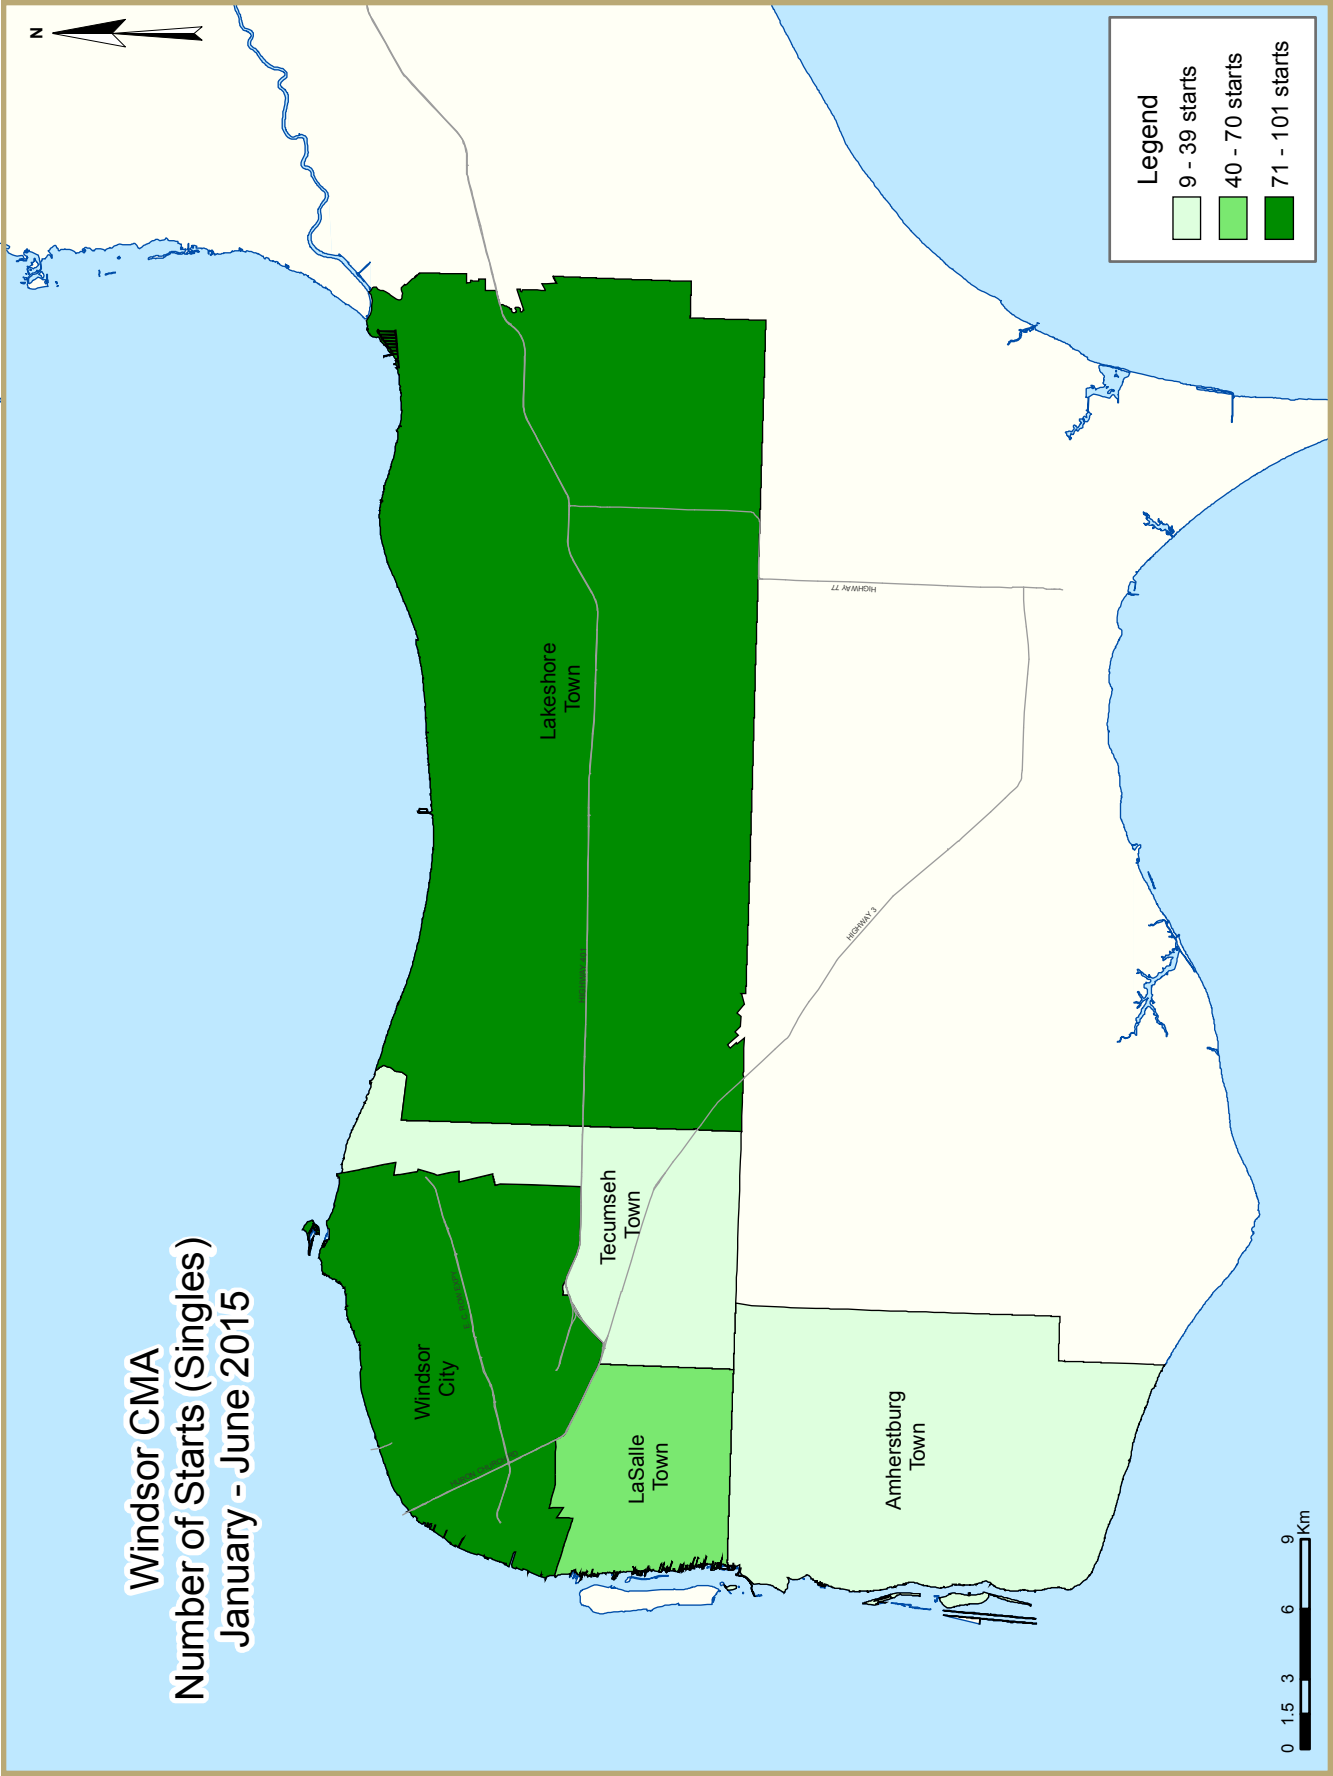 Windsor CMA
Number of Starts (Singles)
January - June 2015
N
Windsor
City
Tecumseh
Town
LaSalle
Town
Amherstburg
Town
Lakeshore
Town
HIGHWAY 401
HIGHWAY 3
HIGHWAY 77
Legend
9 - 39 starts
40 - 70 starts
71 - 101 starts
0 1.5 3 6 9
Km